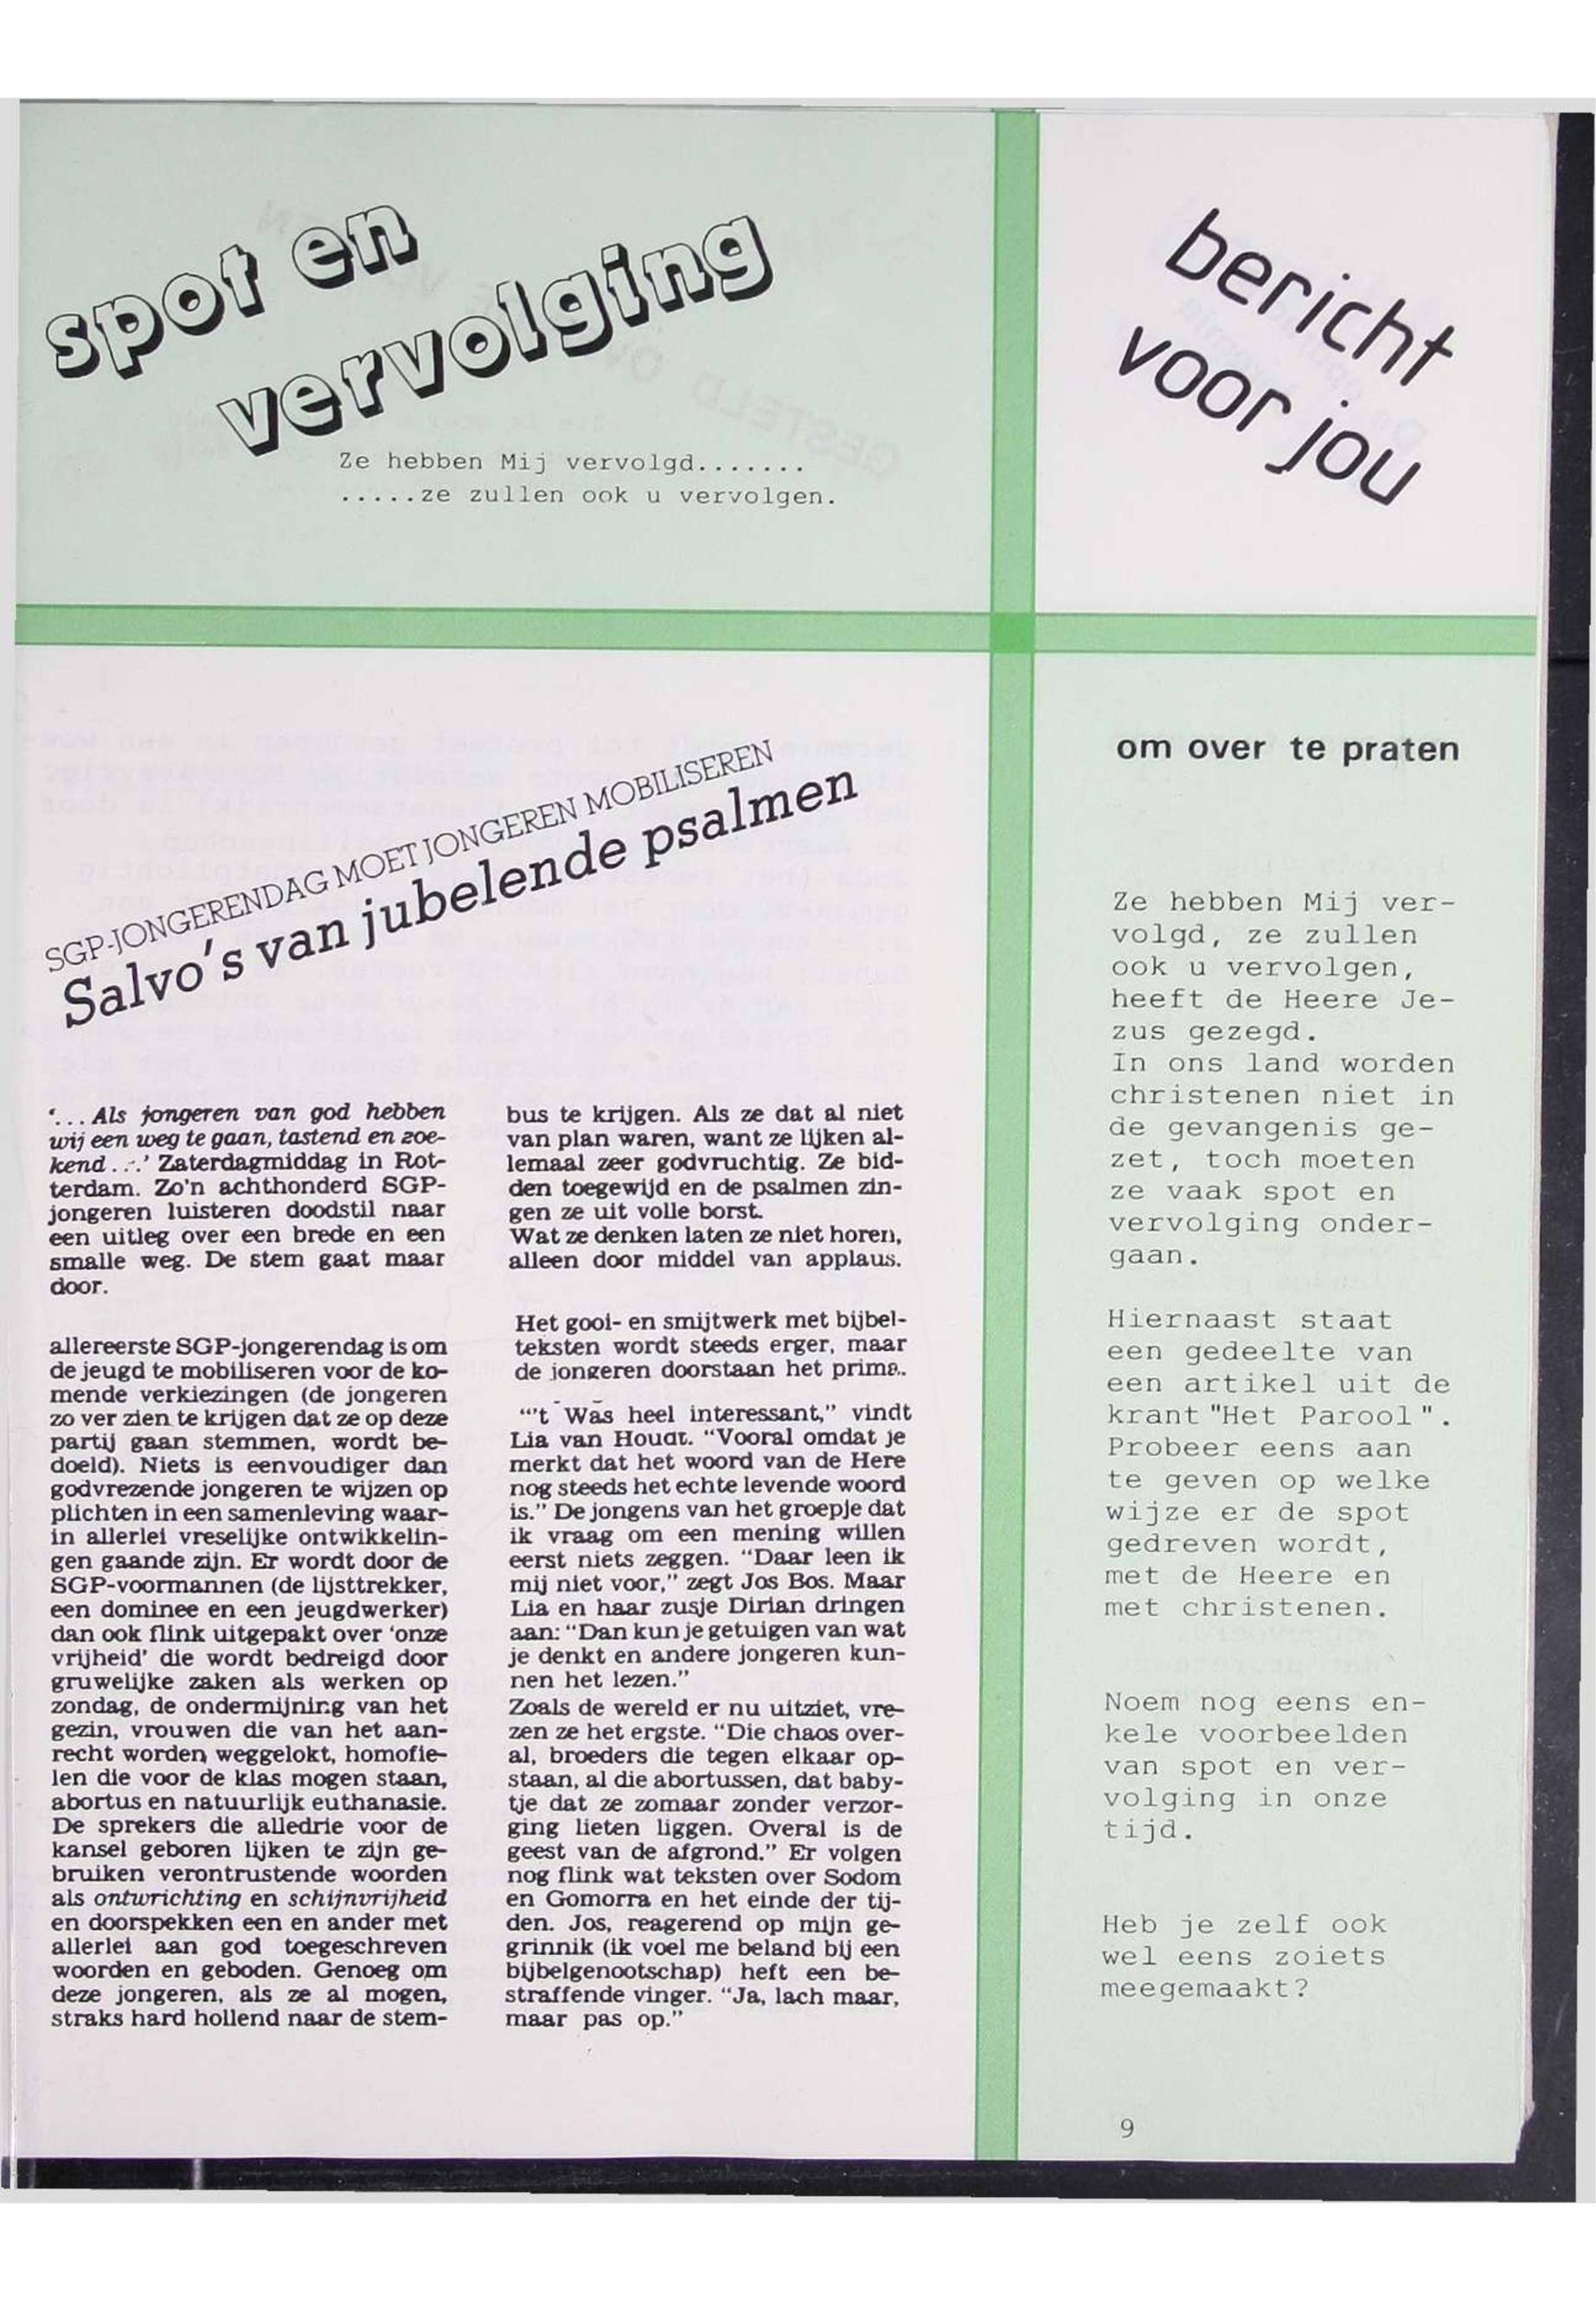 spot en
vervolging
Ze hebben Mij vervolgd.......
.....ze zullen ook u vervolgen.
bericht
voor jou
SGP-JONGERENDAG MOET JONGEREN MOBILISEREN
Salvo's van jubelende psalmen
‘... Als jongeren van god hebben
wij een weg te gaan, tastend en zoe-
kend . . .’ Zaterdagmiddag in Rot-
terdam. Zo'n achthonderd SGP-
jongeren luisteren doodstil naar
een uitleg over een brede en een
smalle weg. De stem gaat maar
door.
allereerste SGP-jongerendag is om
de jeugd te mobiliseren voor de ko-
mende verkiezingen (de jongeren
zo ver zien te krijgen dat ze op deze
partij gaan stemmen, wordt be-
doeld). Niets is eenvoudiger dan
godvrezende jongeren te wijzen op
plichten in een samenleving waar-
in allerlei vreselijke ontwikkelin-
gen gaande zijn. Er wordt door de
SGP-voormannen (de lijsttrekker,
een dominee en een jeugdwerker)
dan ook flink uitgepakt over ‘onze
vrijheid’ die wordt bedreigd door
gruwelijke zaken als werken op
zondag, de ondermijning van het
gezin, vrouwen die van het aan-
recht worden weggelokt, homofie-
len die voor de klas mogen staan,
abortus en natuurlijk euthanasie.
De sprekers die alledrie voor de
kansel geboren lijken te zijn ge-
bruiken verontrustende woorden
als ontwrichting en schijnvrijheid
en doorspekken een en ander met
allerlei aan god toegeschreven
woorden en geboden. Genoeg om
deze jongeren, als ze al mogen,
straks hard hollend naar de stem-
bus te krijgen. Als ze dat al niet
van plan waren, want ze lijken al-
lemaal zeer godvruchtig. Ze bid-
den toegewijd en de psalmen zin-
gen ze uit volle borst.
Wat ze denken laten ze niet horen,
alleen door middel van applaus.
Het gooi- en smijtwerk met bijbel-
teksten wordt steeds erger, maar
de jongeren doorstaan het prima.
“'t Was heel interessant,” vindt
Lia van Houdt. “Vooral omdat je
merkt dat het woord van de Here
nog steeds het echte levende woord
is.” De jongens van het groepje dat
ik vraag om een mening willen
eerst niets zeggen. “Daar leen ik
mij niet voor,” zegt Jos Bos. Maar
Lia en haar zusje Dirian dringen
aan: “Dan kun je getuigen van wat
je denkt en andere jongeren kun-
nen het lezen.”
Zoals de wereld er nu uitziet, vre-
zen ze het ergste. “Die chaos over-
al, broeders die tegen elkaar op-
staan, al die abortussen, dat baby-
tje dat ze zomaar zonder verzor-
ging lieten liggen. Overal is de
geest van de afgrond.” Er volgen
nog flink wat teksten over Sodom
en Gomorra en het einde der tij-
den. Jos, reagerend op mijn ge-
grinnik (ik voel me beland bij een
bijbelgenootschap) heft een be-
straffende vinger. “Ja, lach maar,
maar pas op.”
om over te praten
Ze hebben Mij ver-
volgd, ze zullen
ook u vervolgen,
heeft de Heere Je-
zus gezegd.
In ons land worden
christenen niet in
de gevangenis ge-
zet, toch moeten
ze vaak spot en
vervolging onder-
gaan.
Hiernaast staat
een gedeelte van
een artikel uit de
krant "Het Parool".
Probeer eens aan
te geven op welke
wijze er de spot
gedreven wordt,
met de Heere en
met christenen.
Noem nog eens en-
kele voorbeelden
van spot en ver-
volging in onze
tijd.
Heb je zelf ook
wel eens zoiets
meegemaakt?
9